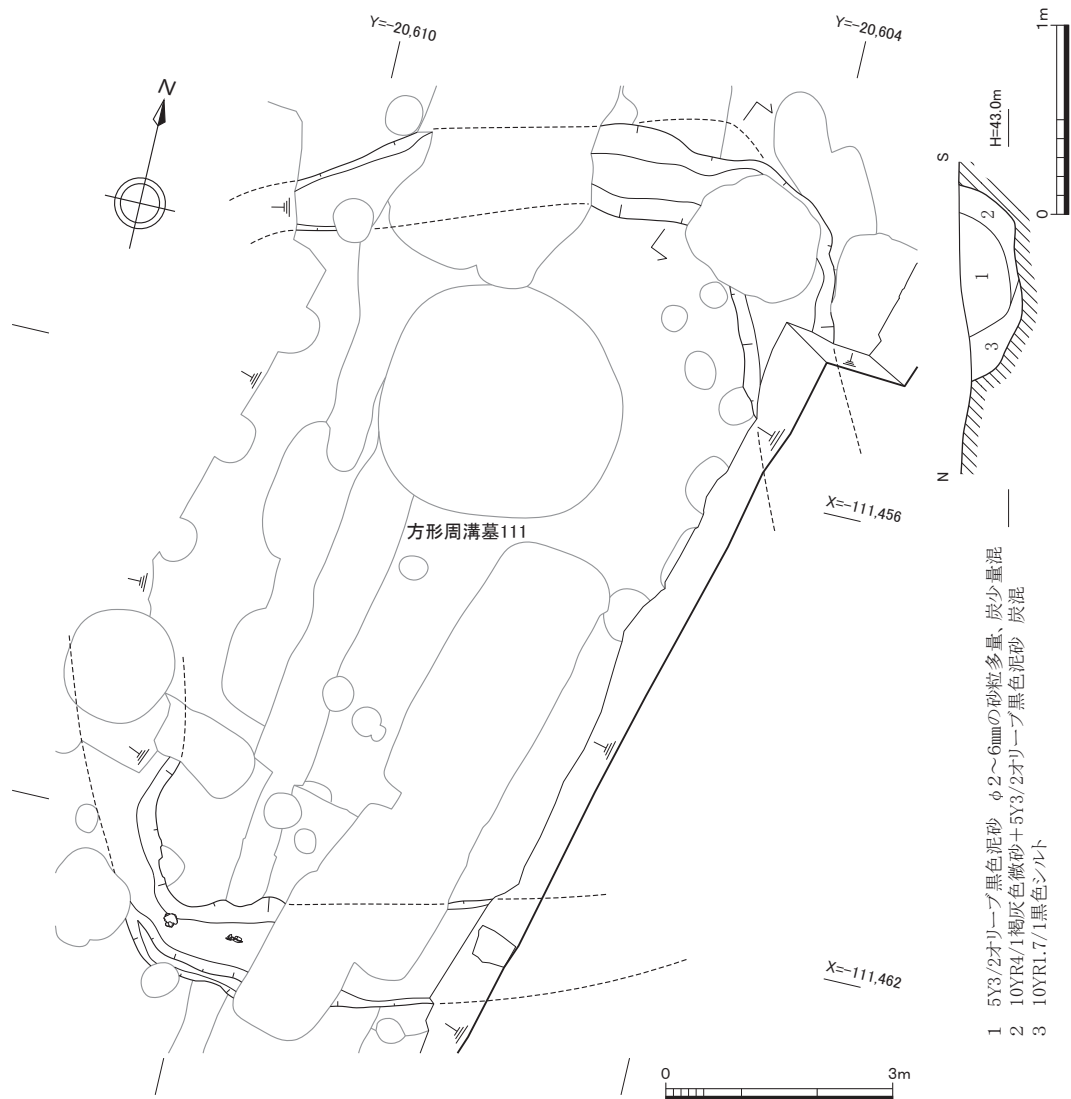 Y=-20,610
Y=-20,604
N
方形周溝墓111
X=-111,456
X=-111,462
0 3m
0 1m
H=43.0m
S
N
1
2
3
1 5Y3/2オリーブ黒色泥砂 φ2～6㎜の砂粒多量、炭少量混
2 10YR4/1褐灰色微砂＋5Y3/2オリーブ黒色泥砂 炭混
3 10YR1.7/1黒色シルト